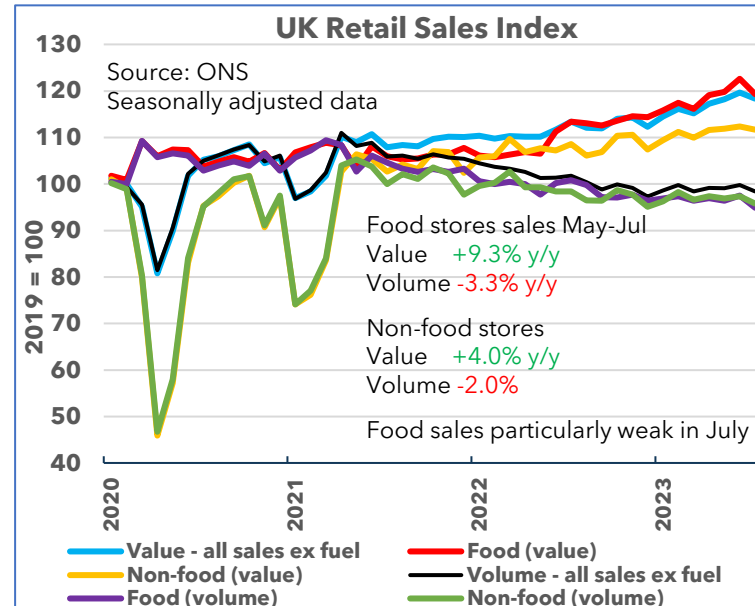 UK Retail Sales Index
Source: ONS
Seasonally adjusted data
2019 = 100
130
120
110
100
90
80
70
60
50
40
Food stores sales May-Jul
Value +9.3% y/y
Volume -3.3% y/y
Non-food stores
Value +4.0% y/y
Volume -2.0%
Food sales particularly weak in July
2020
2021
2022
2023
Value - all sales ex fuel
Food (value)
Non-food (value)
Volume - all sales ex fuel
Food (volume)
Non-food (volume)